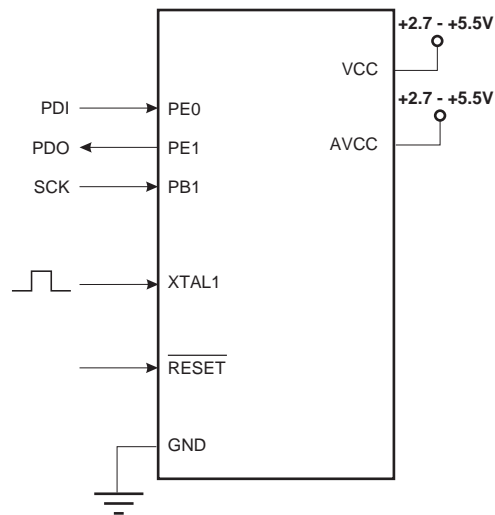 +2.7 - +5.5V
VCC
+2.7 - +5.5V
PDI PE0
PDO PE1 AVCC
SCK PB1
XTAL1
RESET
GND